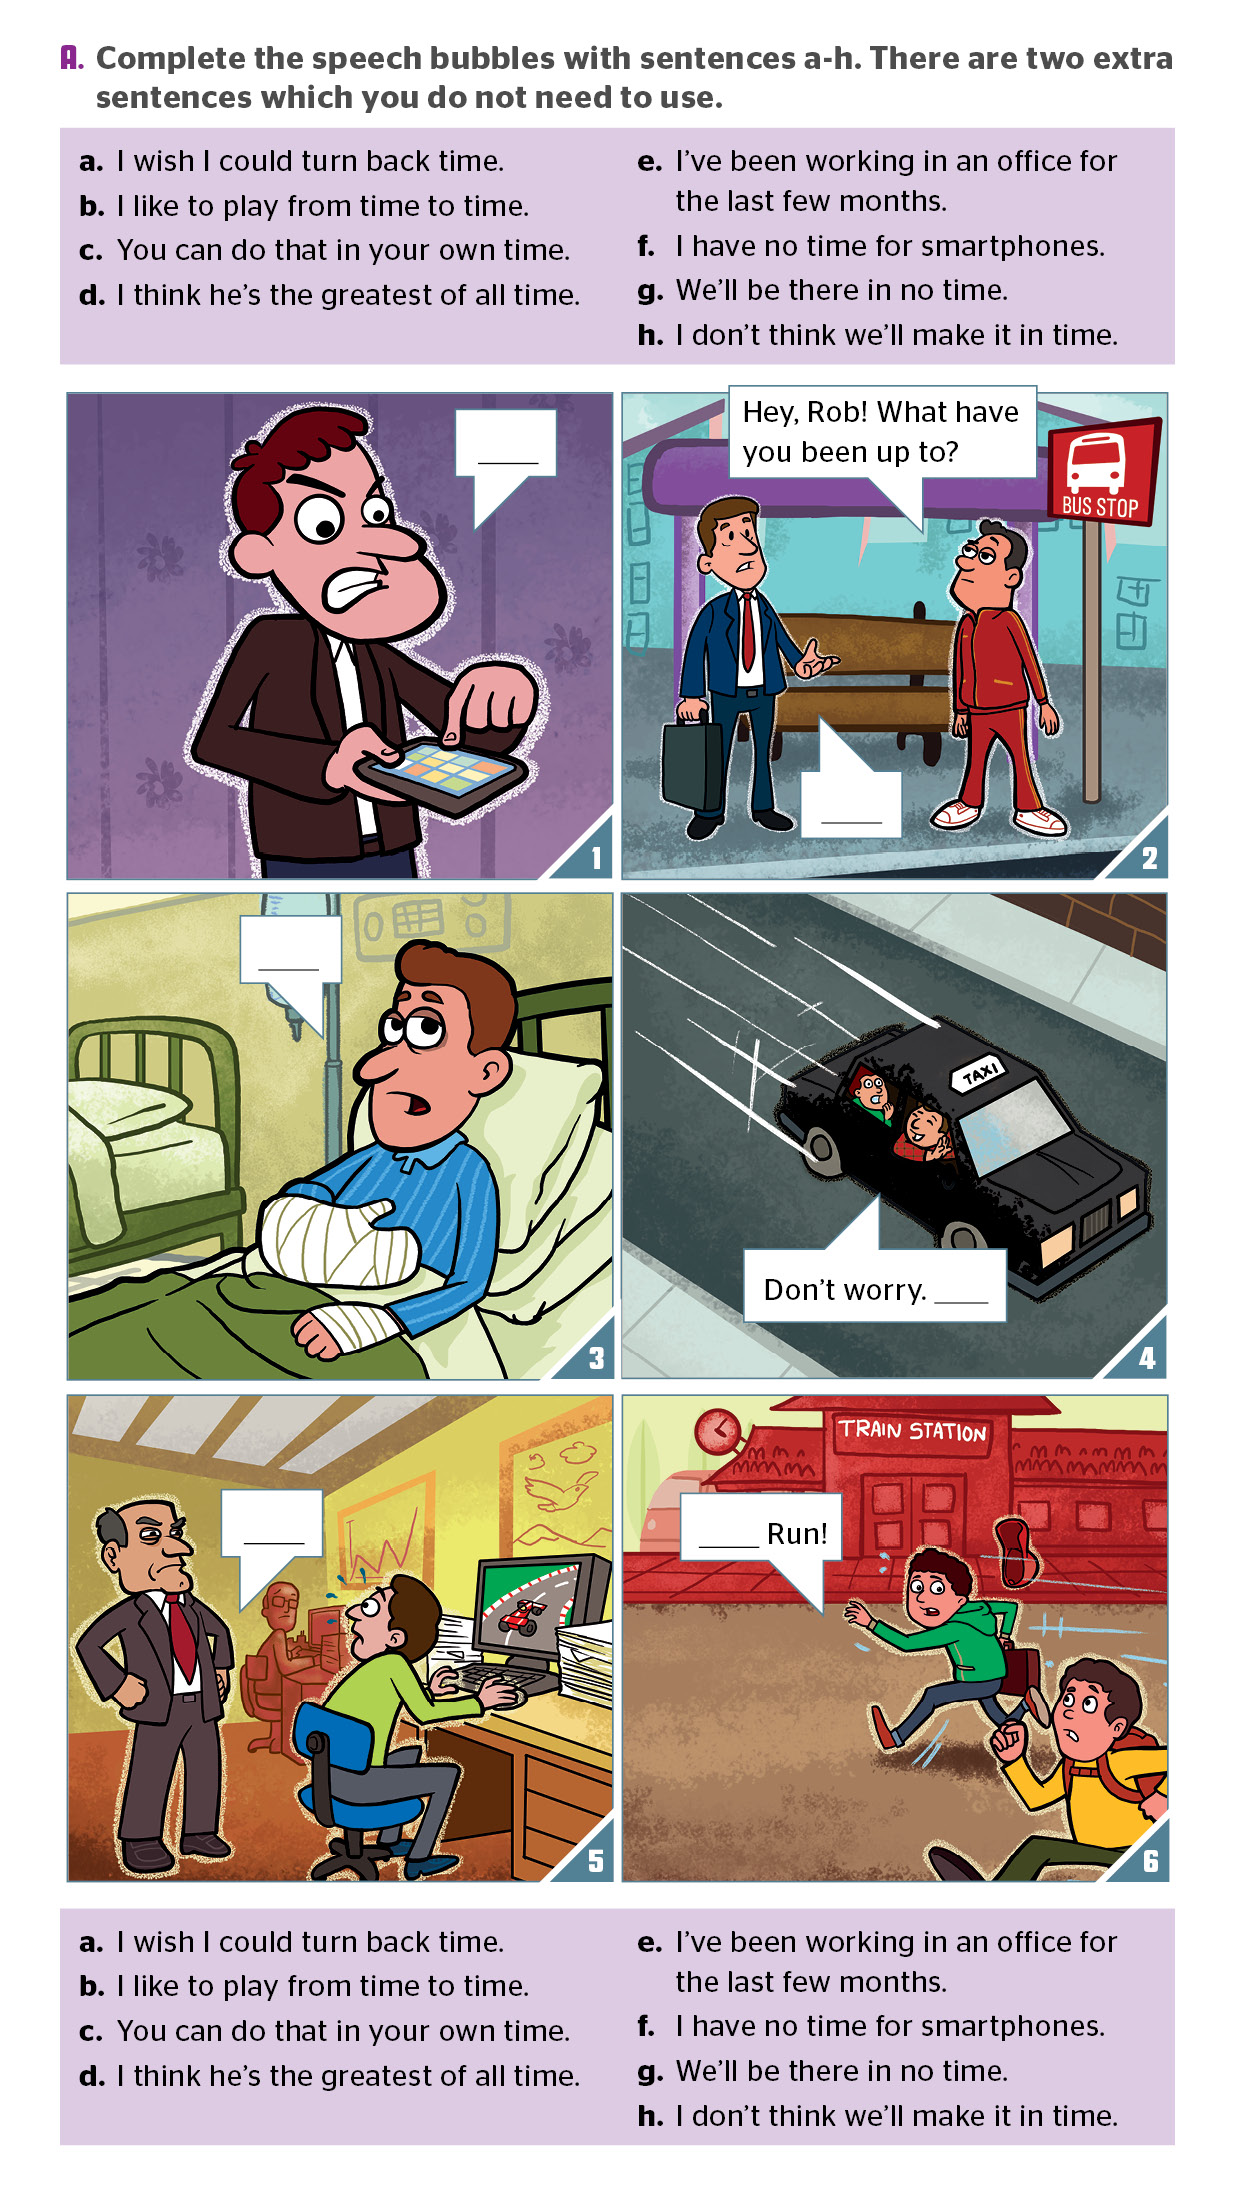 A. Complete the speech bubbles with sentences a-h. There are two extra
sentences which you do not need to use.
a. I wish I could turn back time.
b. I like to play from time to time.
c. You can do that in your own time.
d. I think he's the greatest of all time.
e. I've been working in an office for
the last few months.
f. I have no time for smartphones.
g. We'll be there in no time.
h. I don't think we'll make it in time.
____
1
Hey, Rob! What have
you been up to?
BUS STOP
____
2
____
3
TAXI
Don't worry. ____
4
____
5
TRAIN STATION
____ Run!
6
a. I wish I could turn back time.
b. I like to play from time to time.
c. You can do that in your own time.
d. I think he's the greatest of all time.
e. I've been working in an office for
the last few months.
f. I have no time for smartphones.
g. We'll be there in no time.
h. I don't think we'll make it in time.